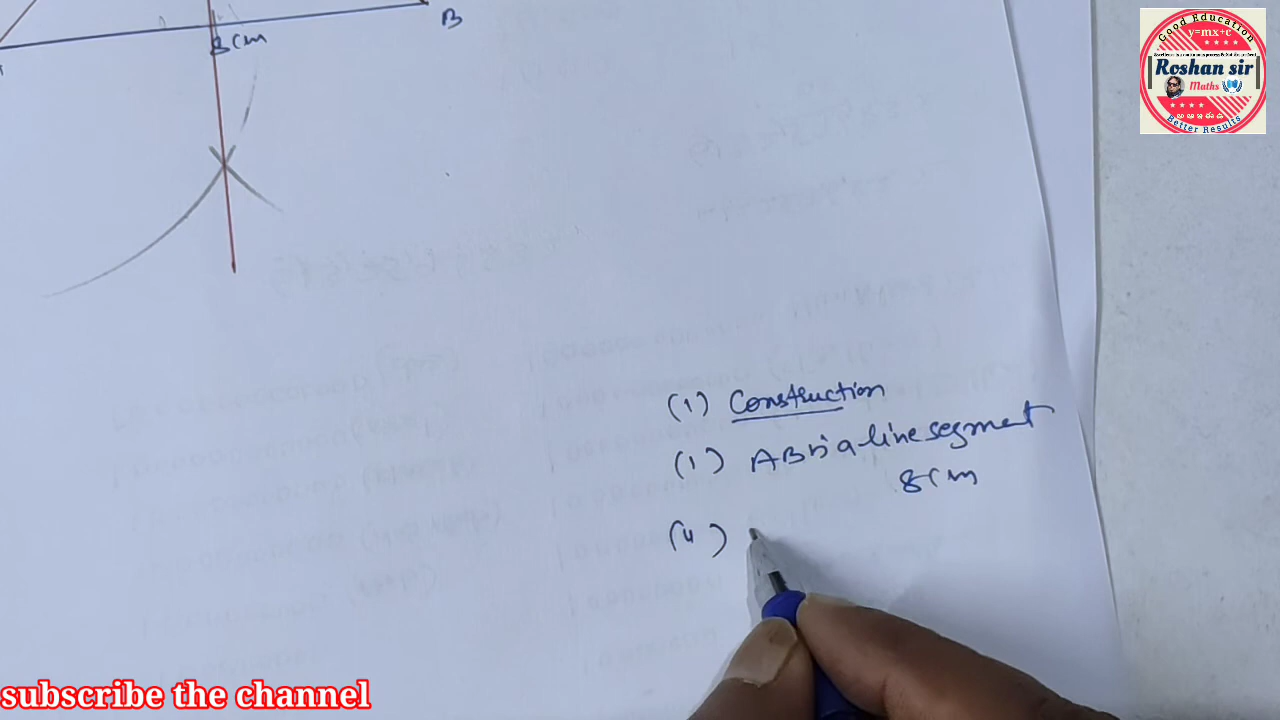 B
8cm
(1) Construction
(1) AB is a line segment
8cm
(11)
Good Education
y=mx+c
Roshan sir
Maths
Better Results
subscribe the channel